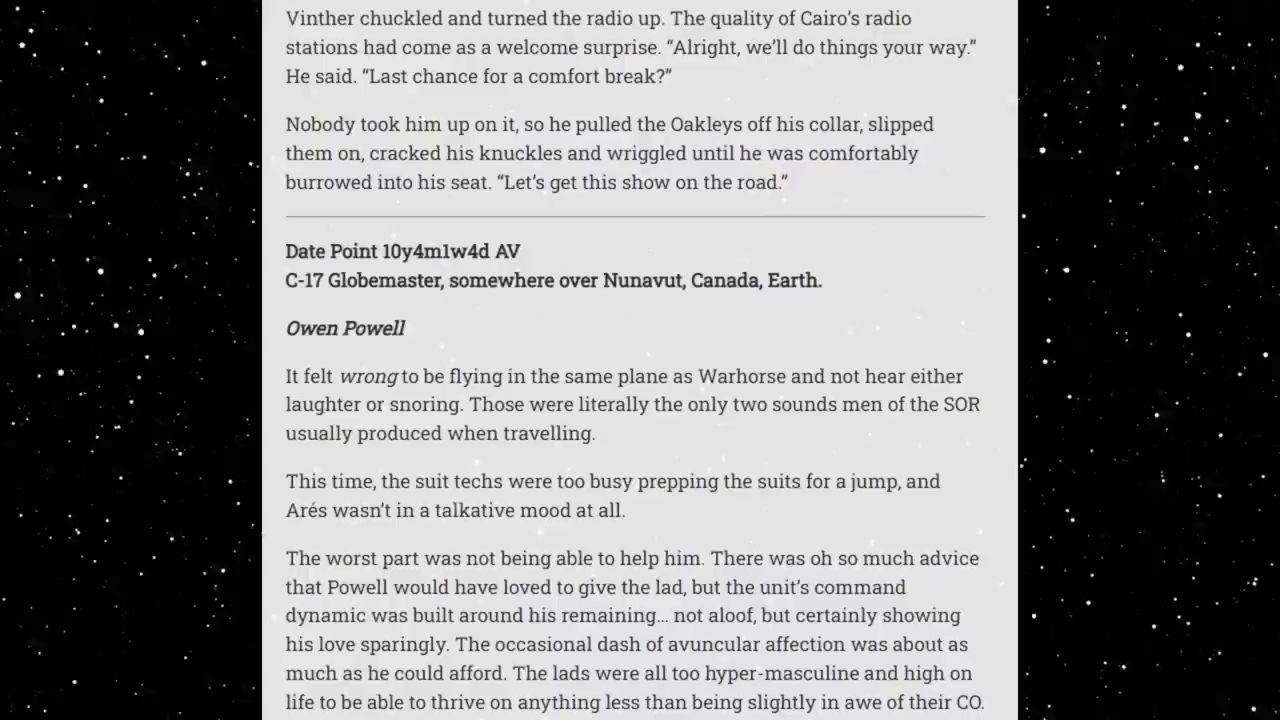 Vinther chuckled and turned the radio up. The quality of Cairo’s radio
stations had come as a welcome surprise. “Alright, we’ll do things your way.”
He said. “Last chance for a comfort break?”
Nobody took him up on it, so he pulled the Oakleys off his collar, slipped
them on, cracked his knuckles and wriggled until he was comfortably
burrowed into his seat. “Let’s get this show on the road.”
Date Point 10y4m1w4d AV
C-17 Globemaster, somewhere over Nunavut, Canada, Earth.
Owen Powell
It felt wrong to be flying in the same plane as Warhorse and not hear either
laughter or snoring. Those were literally the only two sounds men of the SOR
usually produced when travelling.
This time, the suit techs were too busy prepping the suits for a jump, and
Arés wasn’t in a talkative mood at all.
The worst part was not being able to help him. There was oh so much advice
that Powell would have loved to give the lad, but the unit’s command
dynamic was built around his remaining… not aloof, but certainly showing
his love sparingly. The occasional dash of avuncular affection was about as
much as he could afford. The lads were all too hyper-masculine and high on
life to be able to thrive on anything less than being slightly in awe of their CO.